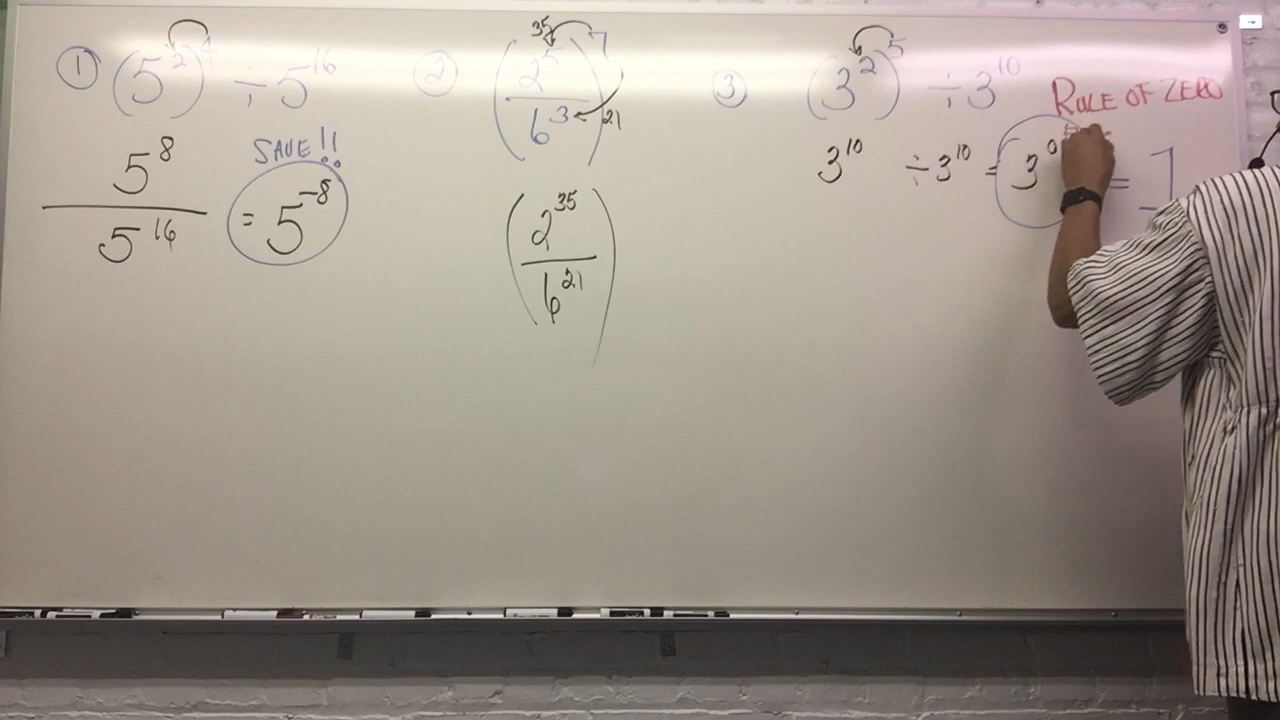 ① (5²)⁴ ÷ 5¹⁶
5⁸
5¹⁶
SAVE!!
= 5⁻⁸
② (2⁵/6³)⁷
35
21
(2³⁵/6²¹)
③ (3²)⁵ ÷ 3¹⁰
RULE OF ZERO
3¹⁰ ÷ 3¹⁰ = 3⁰ = 1